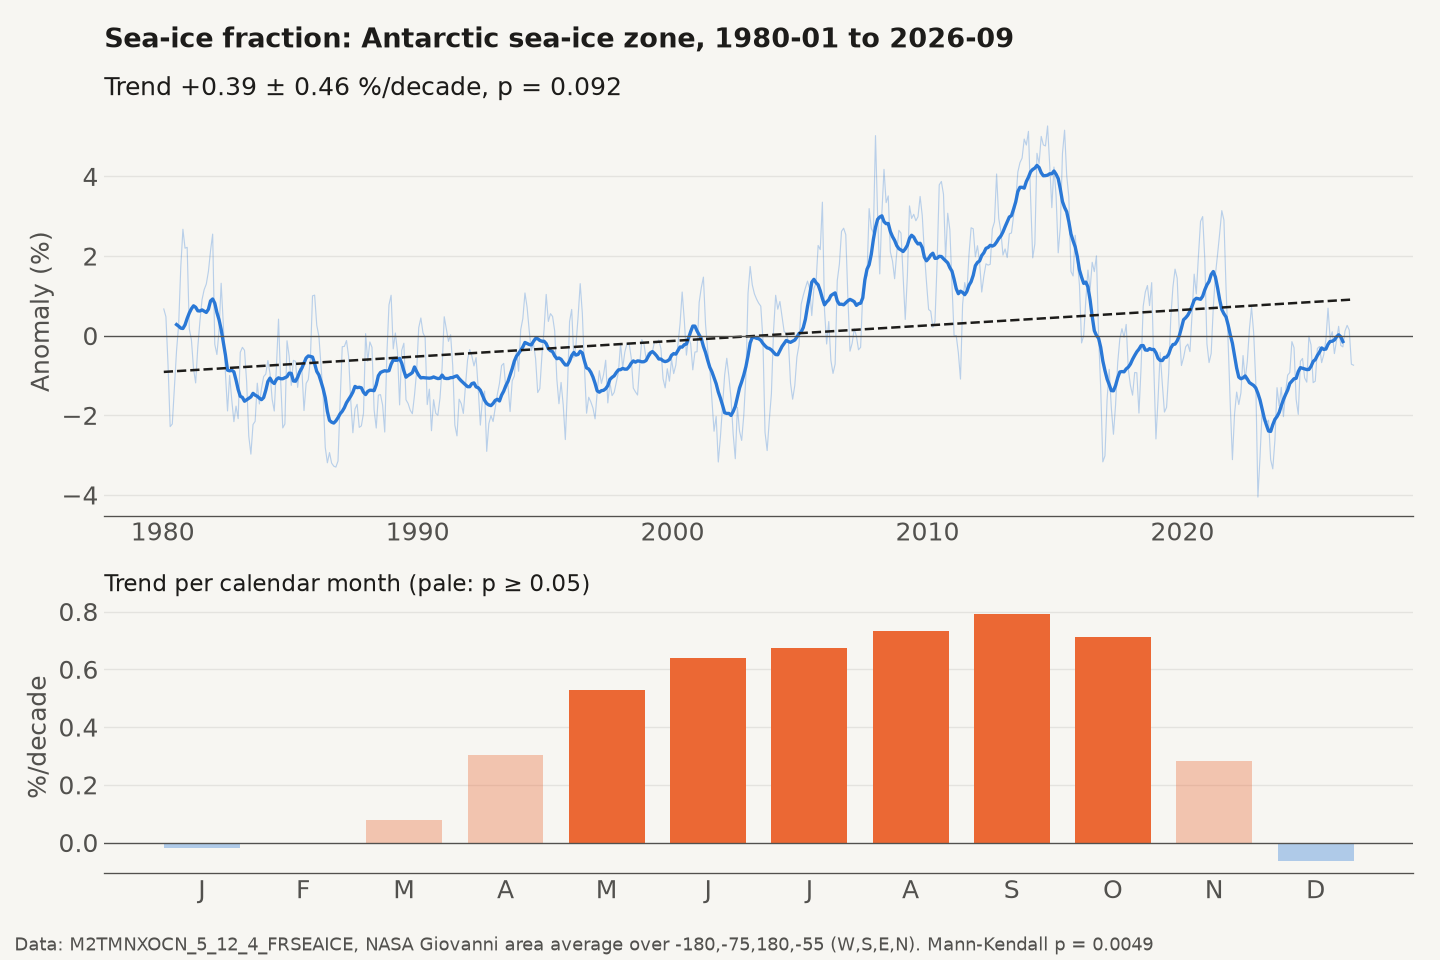 Sea-ice fraction: Antarctic sea-ice zone, 1980-01 to 2026-09
Trend +0.39 ± 0.46 %/decade, p = 0.092
Anomaly (%)
4
2
0
−2
−4
1980 1990 2000 2010 2020
Trend per calendar month (pale: p ≥ 0.05)
%/decade
0.8
0.6
0.4
0.2
0.0
J F M A M J J A S O N D
Data: M2TMNXOCN_5_12_4_FRSEAICE, NASA Giovanni area average over -180,-75,180,-55 (W,S,E,N). Mann-Kendall p = 0.0049